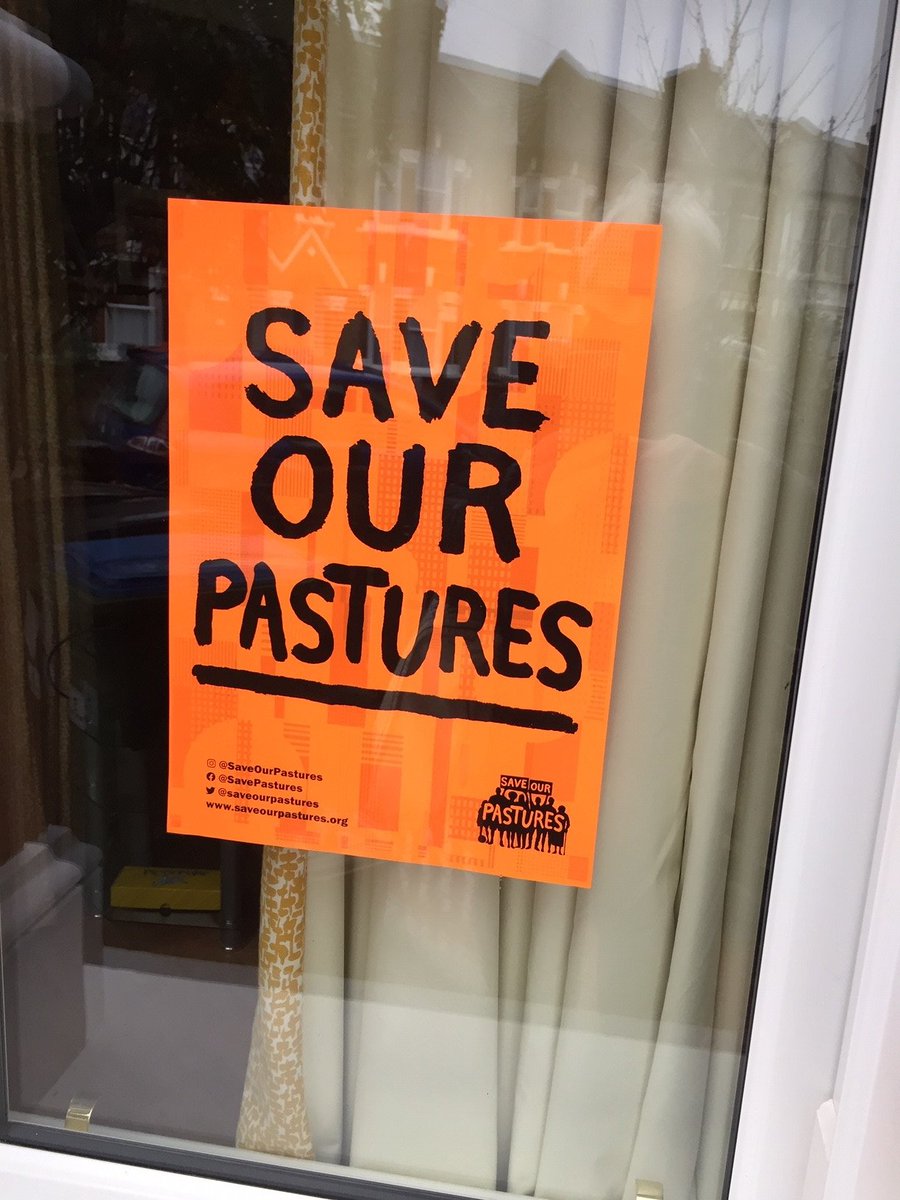 SAVE
OUR
PASTURES
@SaveOurPastures
@SavePastures
@saveourpastures
www.saveourpastures.org
SAVE OUR
PASTURES